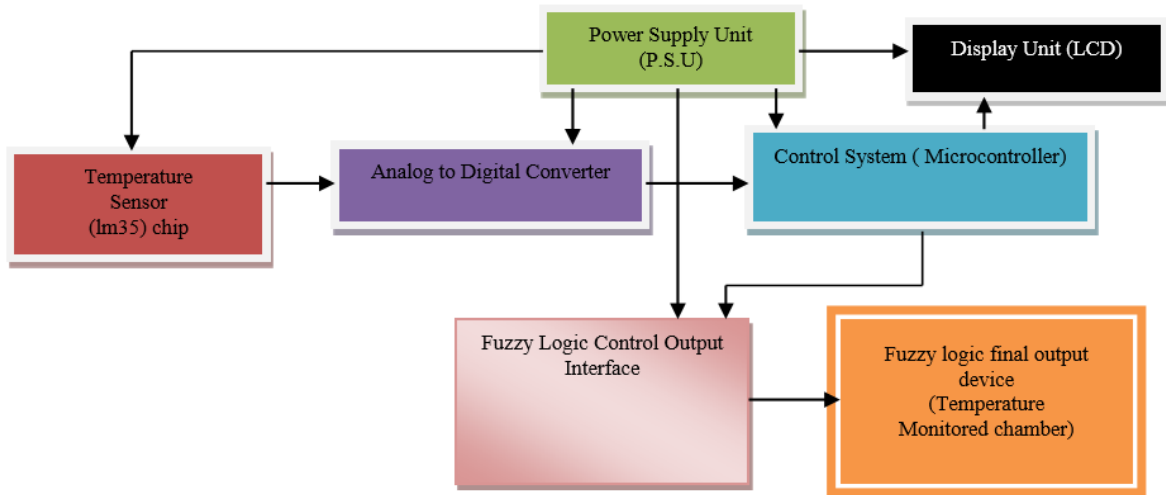 Power Supply Unit
(P.S.U)
Display Unit (LCD)
Temperature
Sensor
(lm35) chip
Analog to Digital Converter
Control System ( Microcontroller)
Fuzzy Logic Control Output
Interface
Fuzzy logic final output
device
(Temperature
Monitored chamber)